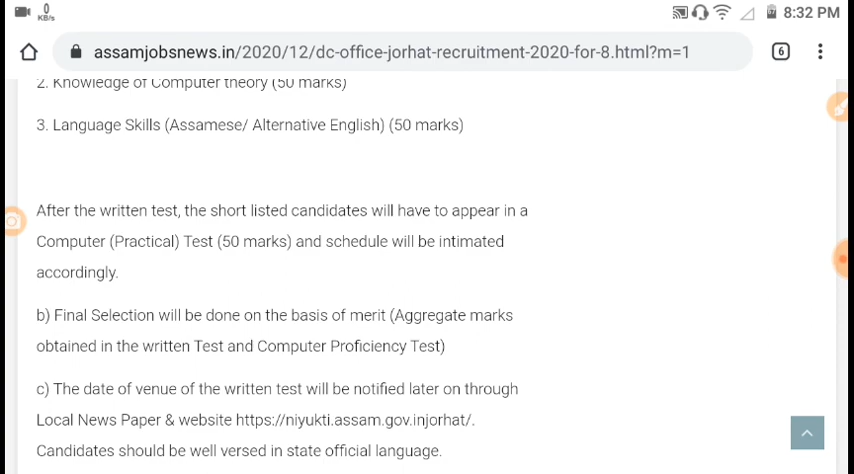 0
KB/s
8:32 PM
assamjobsnews.in/2020/12/dc-office-jorhat-recruitment-2020-for-8.html?m=1
6
2. Knowledge of Computer theory (50 marks)
3. Language Skills (Assamese/ Alternative English) (50 marks)
After the written test, the short listed candidates will have to appear in a
Computer (Practical) Test (50 marks) and schedule will be intimated
accordingly.
b) Final Selection will be done on the basis of merit (Aggregate marks
obtained in the written Test and Computer Proficiency Test)
c) The date of venue of the written test will be notified later on through
Local News Paper & website https://niyukti.assam.gov.injorhat/.
Candidates should be well versed in state official language.